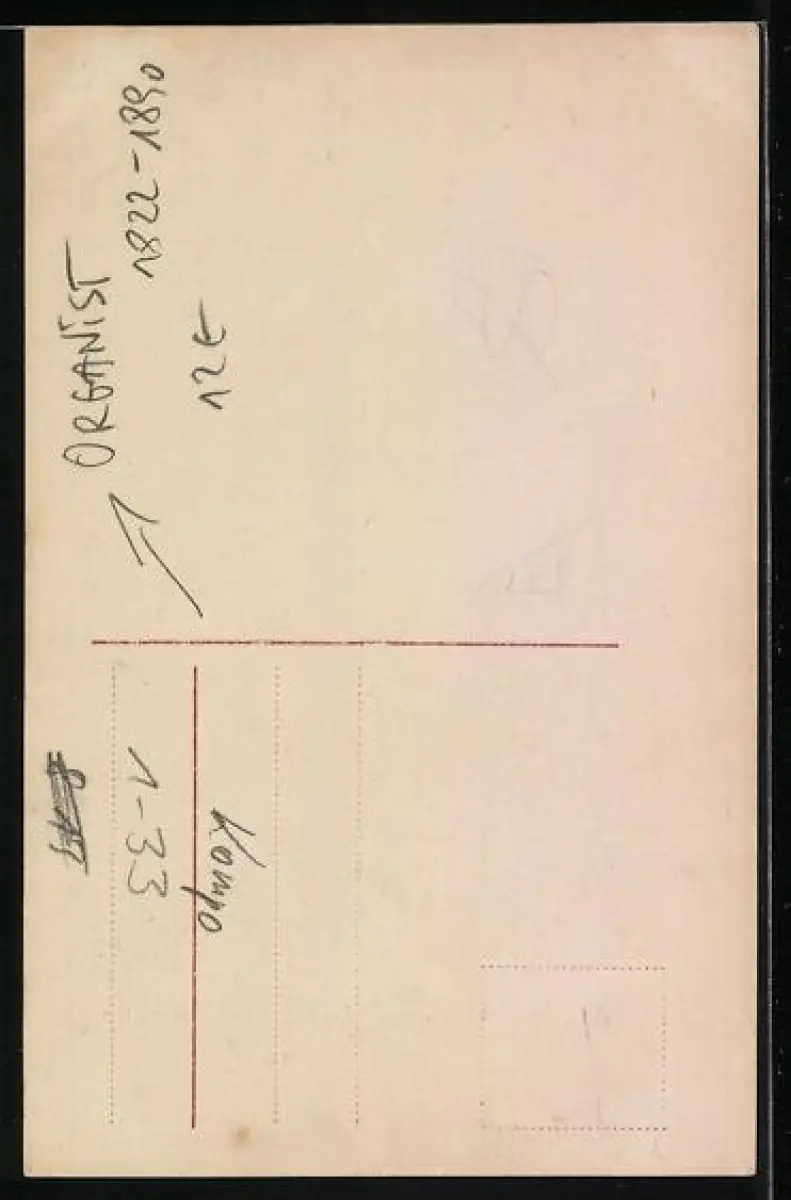 ORGANIST
1822-1890
12€
1-33
Kompo